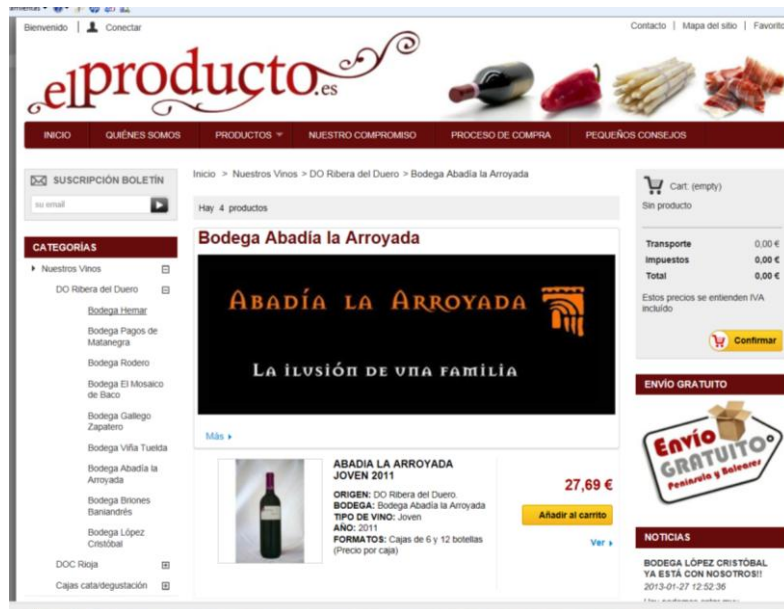 Bienvenido | Conectar
Contacto | Mapa del sitio | Favorito
elproducto.es
INICIO QUIÉNES SOMOS PRODUCTOS NUESTRO COMPROMISO PROCESO DE COMPRA PEQUEÑOS CONSEJOS
SUSCRIPCIÓN BOLETÍN
su email
CATEGORÍAS
Nuestros Vinos
DO Ribera del Duero
Bodega Hemar
Bodega Pagos de
Matanegra
Bodega Rodero
Bodega El Mosaico
de Baco
Bodega Gallego
Zapatero
Bodega Viña Tuelda
Bodega Abadía la
Arroyada
Bodega Briones
Baniandrés
Bodega López
Cristóbal
DOC Rioja
Cajas cata/degustación
Inicio > Nuestros Vinos > DO Ribera del Duero > Bodega Abadía la Arroyada
Hay 4 productos
Bodega Abadía la Arroyada
ABADÍA LA ARROYADA
LA ILUSIÓN DE UNA FAMILIA
Más
ABADIA LA ARROYADA
JOVEN 2011
ORIGEN: DO Ribera del Duero.
BODEGA: Bodega Abadía la Arroyada
TIPO DE VINO: Joven
AÑO: 2011
FORMATOS: Cajas de 6 y 12 botellas
(Precio por caja)
27,69 €
Añadir al carrito
Ver
Cart: (empty)
Sin producto
Transporte 0,00 €
Impuestos 0,00 €
Total 0,00 €
Estos precios se entienden IVA
incluído
Confirmar
ENVÍO GRATUITO
Envío
GRATUITO
Península y Baleares
NOTICIAS
BODEGA LÓPEZ CRISTÓBAL
YA ESTÁ CON NOSOTROS!!
2013-01-27 12:52:36